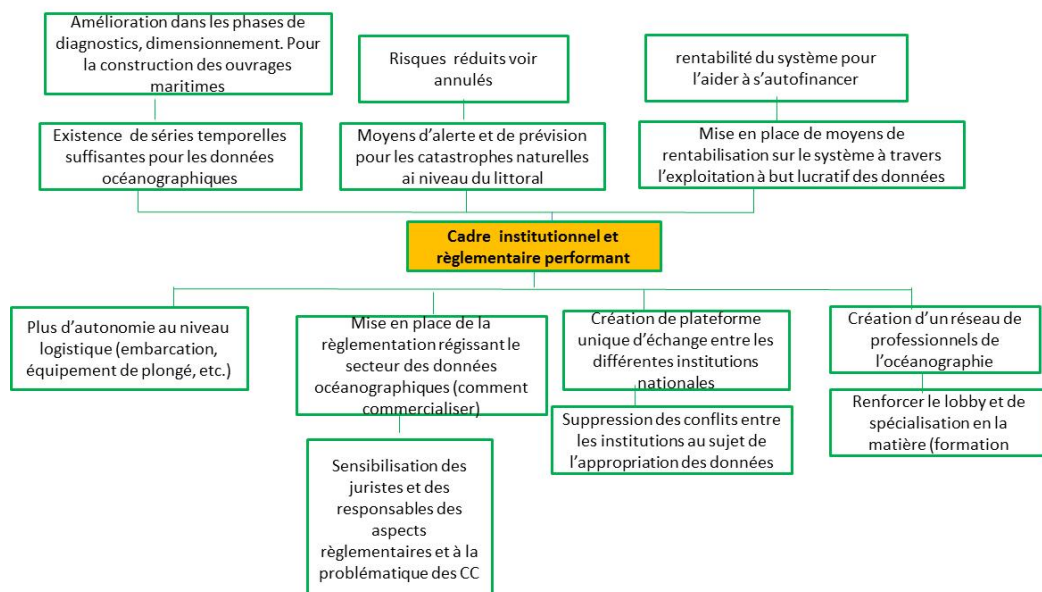 Amélioration dans les phases de
diagnostics, dimensionnement. Pour
la construction des ouvrages
maritimes
Risques réduits voir
annulés
rentabilité du système pour
l'aider à s'autofinancer
Existence de séries temporelles
suffisantes pour les données
océanographiques
Moyens d'alerte et de prévision
pour les catastrophes naturelles
ai niveau du littoral
Mise en place de moyens de
rentabilisation sur le système à travers
l'exploitation à but lucratif des données
Cadre institutionnel et
règlementaire performant
Plus d'autonomie au niveau
logistique (embarcation,
équipement de plongé, etc.)
Mise en place de la
règlementation régissant le
secteur des données
océanographiques (comment
commercialiser)
Création de plateforme
unique d'échange entre les
différentes institutions
nationales
Création d'un réseau de
professionnels de
l'océanographie
Sensibilisation des
juristes et des
responsables des
aspects
règlementaires et à la
problématique des CC
Suppression des conflits entre
les institutions au sujet de
l'appropriation des données
Renforcer le lobby et de
spécialisation en la
matière (formation